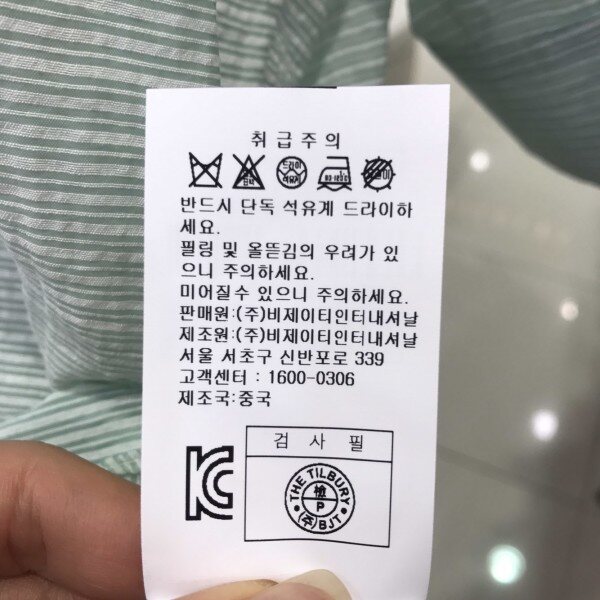 취급주의
드라이
석유계
80-120℃
반드시 단독 석유계 드라이하
세요.
필링 및 올뜯김의 우려가 있
으니 주의하세요.
미어질수 있으니 주의하세요.
판매원:(주)비제이티인터내셔날
제조원:(주)비제이티인터내셔날
서울 서초구 신반포로 339
고객센터 : 1600-0306
제조국:중국
검사필
KC
THE TILBURY
檢
P
(주)BJT